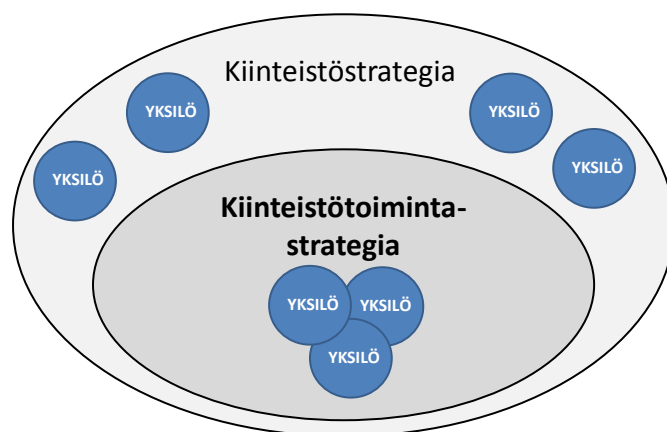 Kiinteistöstrategia
YKSILÖ
YKSILÖ
YKSILÖ
YKSILÖ
Kiinteistötoiminta-
strategia
YKSILÖ
YKSILÖ
YKSILÖ